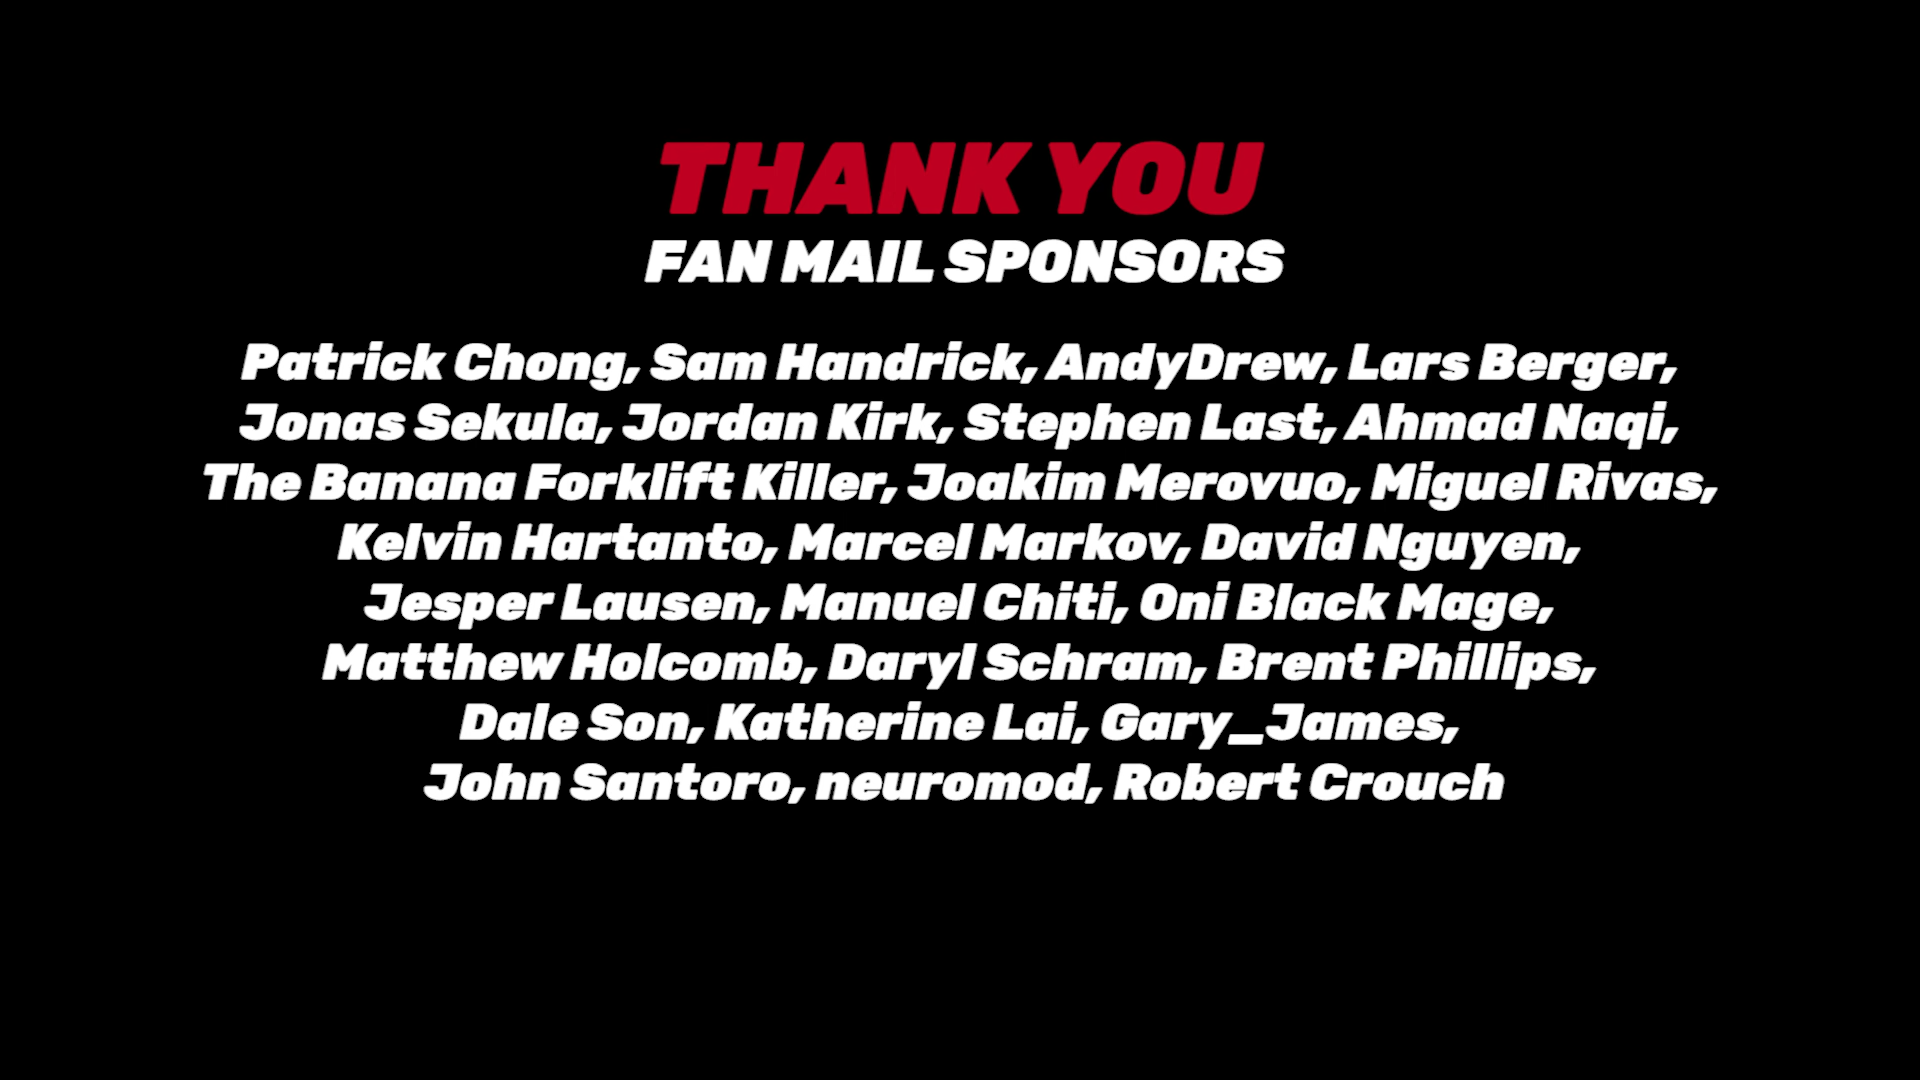 THANK YOU
FAN MAIL SPONSORS
Patrick Chong, Sam Handrick, AndyDrew, Lars Berger,
Jonas Sekula, Jordan Kirk, Stephen Last, Ahmad Naqi,
The Banana Forklift Killer, Joakim Merovuo, Miguel Rivas,
Kelvin Hartanto, Marcel Markov, David Nguyen,
Jesper Lausen, Manuel Chiti, Oni Black Mage,
Matthew Holcomb, Daryl Schram, Brent Phillips,
Dale Son, Katherine Lai, Gary_James,
John Santoro, neuromod, Robert Crouch